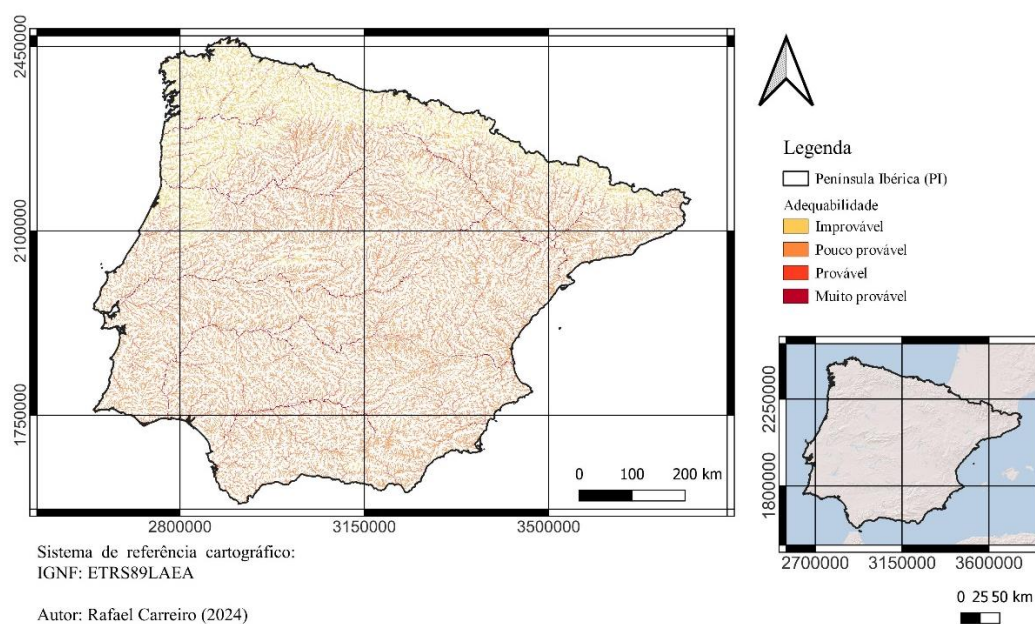 2450000
2100000
1750000
2800000
3150000
3500000
0 100 200 km
Legenda
Península Ibérica (PI)
Adequabilidade
Improvável
Pouco provável
Provável
Muito provável
2250000
1800000
2700000
3150000
3600000
0 25 50 km
Sistema de referência cartográfico:
IGNF: ETRS89LAEA
Autor: Rafael Carreiro (2024)